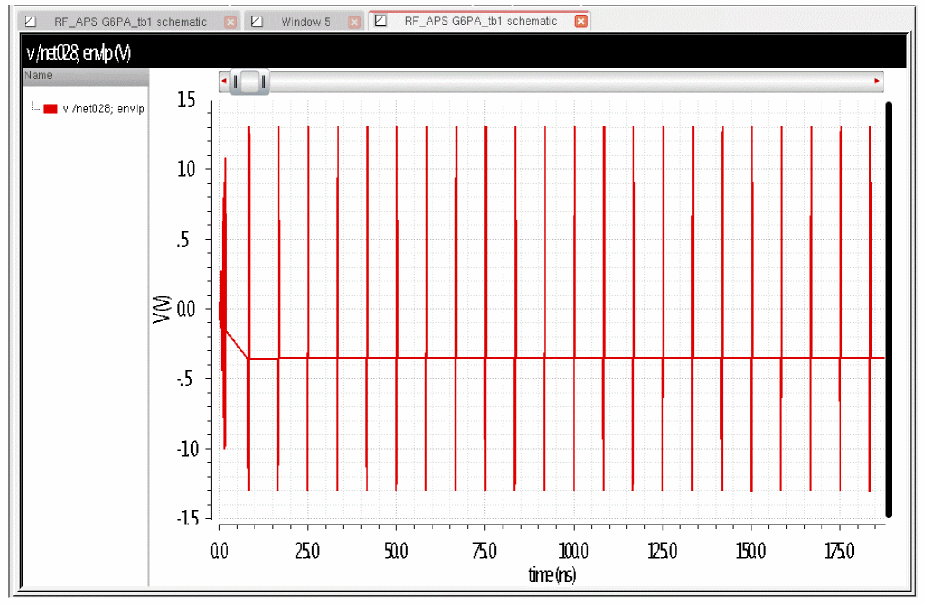 RF_APS G6PA_tb1 schematic
Window 5
RF_APS G6PA_tb1 schematic
v /net028; envlp (V)
Name
v /net028; envlp
15
10
.5
0.0
-.5
-10
-15
V (V)
0.0 25.0 50.0 75.0 100.0 125.0 150.0 175.0
time (ns)